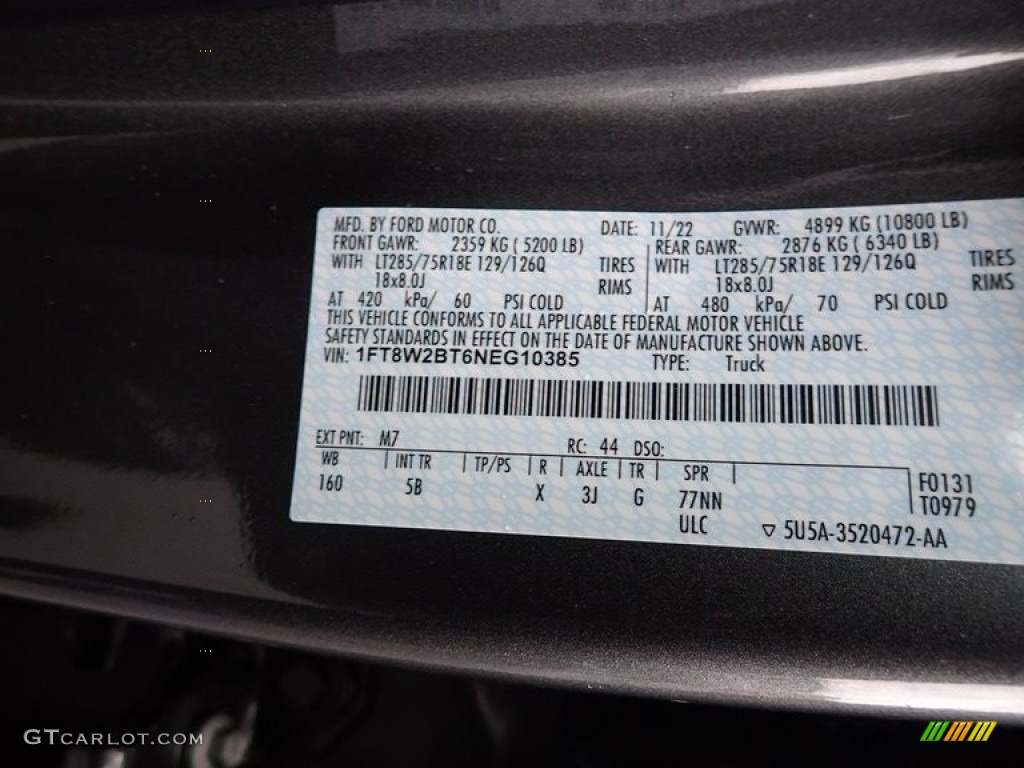 MFD. BY FORD MOTOR CO. DATE: 11/22 GVWR: 4899 KG (10800 LB)
FRONT GAWR: 2359 KG ( 5200 LB) REAR GAWR: 2876 KG ( 6340 LB)
WITH LT285/75R18E 129/126Q TIRES WITH LT285/75R18E 129/126Q TIRES
18x8.0J RIMS 18x8.0J RIMS
AT 420 kPa/ 60 PSI COLD AT 480 kPa/ 70 PSI COLD
THIS VEHICLE CONFORMS TO ALL APPLICABLE FEDERAL MOTOR VEHICLE
SAFETY STANDARDS IN EFFECT ON THE DATE OF MANUFACTURE SHOWN ABOVE.
VIN: 1FT8W2BT6NEG10385 TYPE: Truck
EXT PNT: M7 RC: 44 DSO:
WB INT TR TP/PS R AXLE TR SPR
160 5B X 3J G 77NN
ULC
F0131
T0979
5U5A-3520472-AA
GTCARLOT.COM